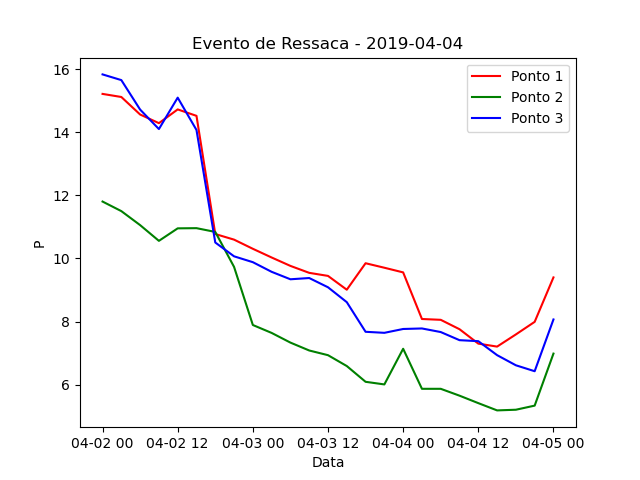 Evento de Ressaca - 2019-04-04
Ponto 1
Ponto 2
Ponto 3
P
16
14
12
10
8
6
04-02 00 04-02 12 04-03 00 04-03 12 04-04 00 04-04 12 04-05 00
Data